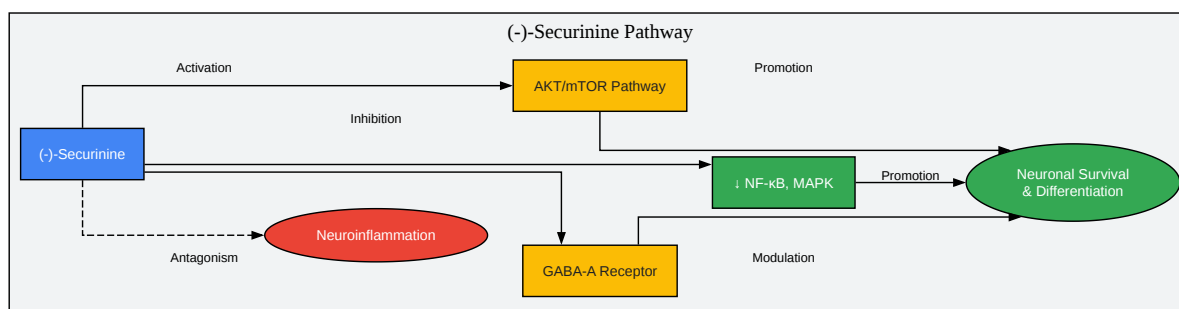 (-)-Securinine Pathway
Activation
Promotion
AKT/mTOR Pathway
Inhibition
(-)-Securinine
↓ NF-κB, MAPK
Promotion
Neuronal Survival
& Differentiation
Neuroinflammation
Antagonism
GABA-A Receptor
Modulation